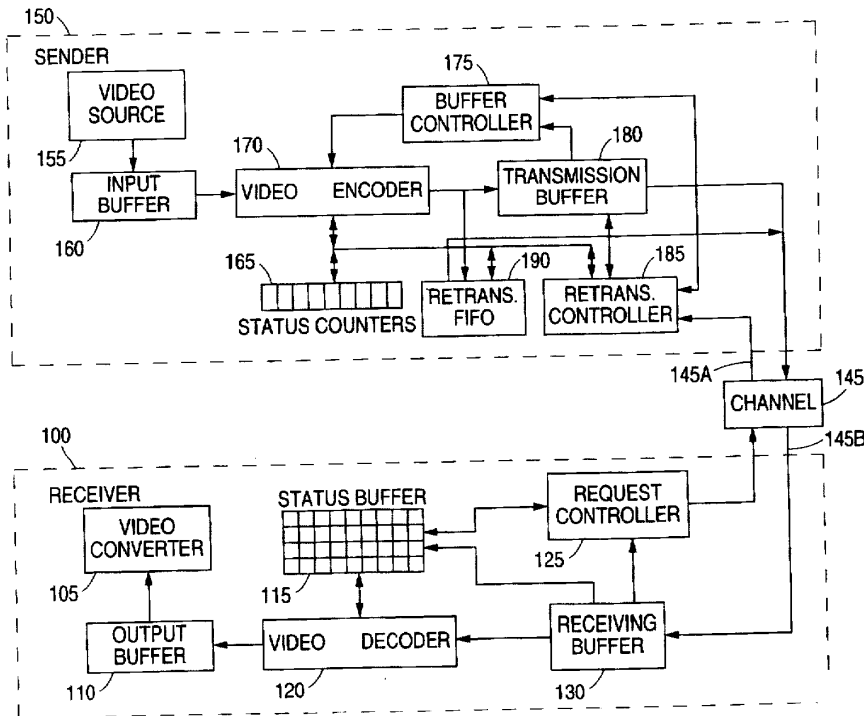 150
SENDER
VIDEO
SOURCE
155
INPUT
BUFFER
160
170
VIDEO ENCODER
175
BUFFER
CONTROLLER
180
TRANSMISSION
BUFFER
165
STATUS COUNTERS
190
RETRANS.
FIFO
185
RETRANS.
CONTROLLER
145A
145
CHANNEL
145B
100
RECEIVER
VIDEO
CONVERTER
105
OUTPUT
BUFFER
110
STATUS BUFFER
115
VIDEO DECODER
120
REQUEST
CONTROLLER
125
RECEIVING
BUFFER
130